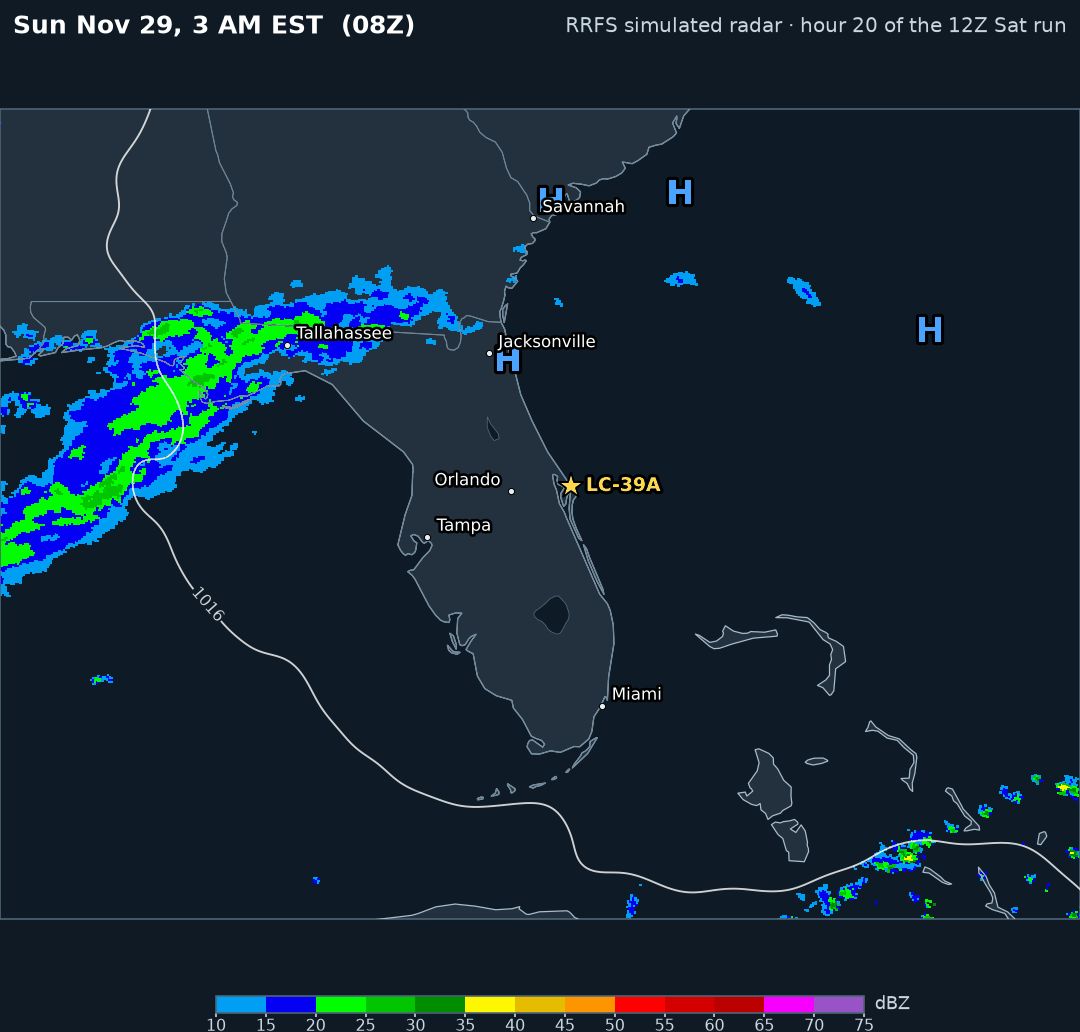 Sun Nov 29, 3 AM EST (08Z)
RRFS simulated radar · hour 20 of the 12Z Sat run
H
H
Savannah
H
Tallahassee
Jacksonville
H
Orlando
LC-39A
Tampa
1016
Miami
dBZ
10 15 20 25 30 35 40 45 50 55 60 65 70 75